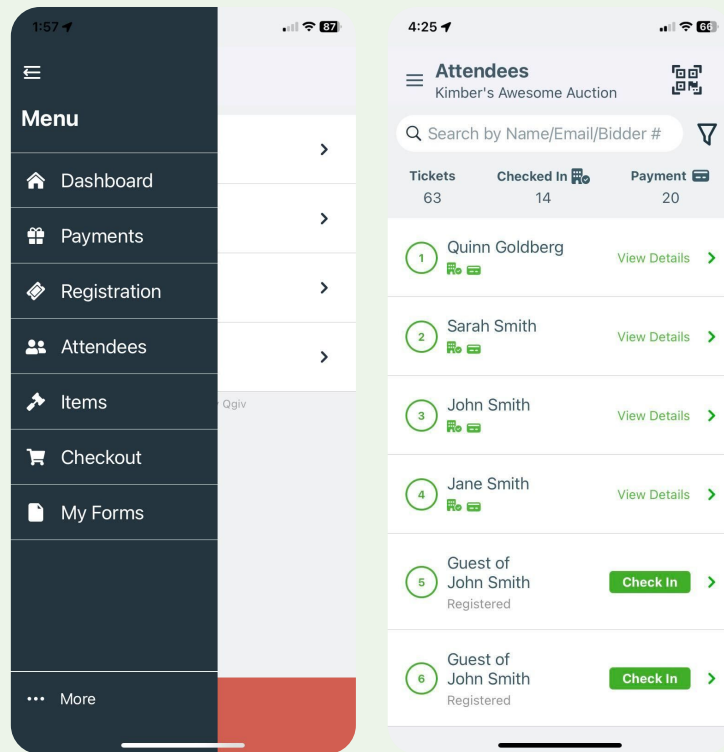 1:57
87
Menu
Dashboard
Payments
Registration
Attendees
Items
Checkout
My Forms
More
Qgiv
4:25
66
Attendees
Kimber's Awesome Auction
Search by Name/Email/Bidder #
Tickets Checked In Payment
63 14 20
1 Quinn Goldberg View Details
2 Sarah Smith View Details
3 John Smith View Details
4 Jane Smith View Details
Guest of
5 John Smith Check In
Registered
Guest of
6 John Smith Check In
Registered